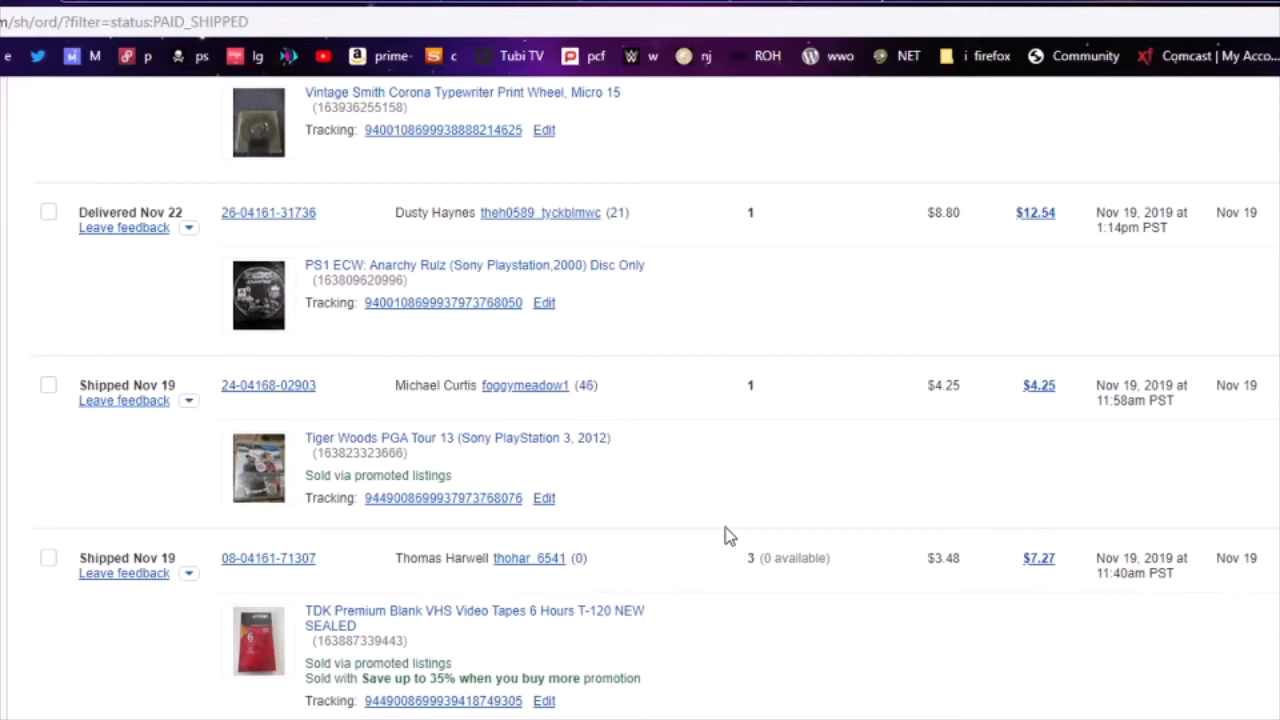 m/sh/ord/?filter=status:PAID_SHIPPED
e M p ps lg prime- c Tubi TV pcf w nj ROH wwo NET i firefox Community Comcast | My Acco...
Vintage Smith Corona Typewriter Print Wheel, Micro 15
(163936255158)
Tracking: 9400108699938888214625 Edit
Delivered Nov 22 26-04161-31736 Dusty Haynes theh0589_tyckblmwc (21) 1 $8.80 $12.54 Nov 19, 2019 at Nov 19
Leave feedback 1:14pm PST
PS1 ECW: Anarchy Rulz (Sony Playstation,2000) Disc Only
(163809620996)
Tracking: 9400108699937973768050 Edit
Shipped Nov 19 24-04168-02903 Michael Curtis foggymeadow1 (46) 1 $4.25 $4.25 Nov 19, 2019 at Nov 19
Leave feedback 11:58am PST
Tiger Woods PGA Tour 13 (Sony PlayStation 3, 2012)
(163823323666)
Sold via promoted listings
Tracking: 9449008699937973768076 Edit
Shipped Nov 19 08-04161-71307 Thomas Harwell thohar_6541 (0) 3 (0 available) $3.48 $7.27 Nov 19, 2019 at Nov 19
Leave feedback 11:40am PST
TDK Premium Blank VHS Video Tapes 6 Hours T-120 NEW
SEALED
(163887339443)
Sold via promoted listings
Sold with Save up to 35% when you buy more promotion
Tracking: 9449008699939418749305 Edit